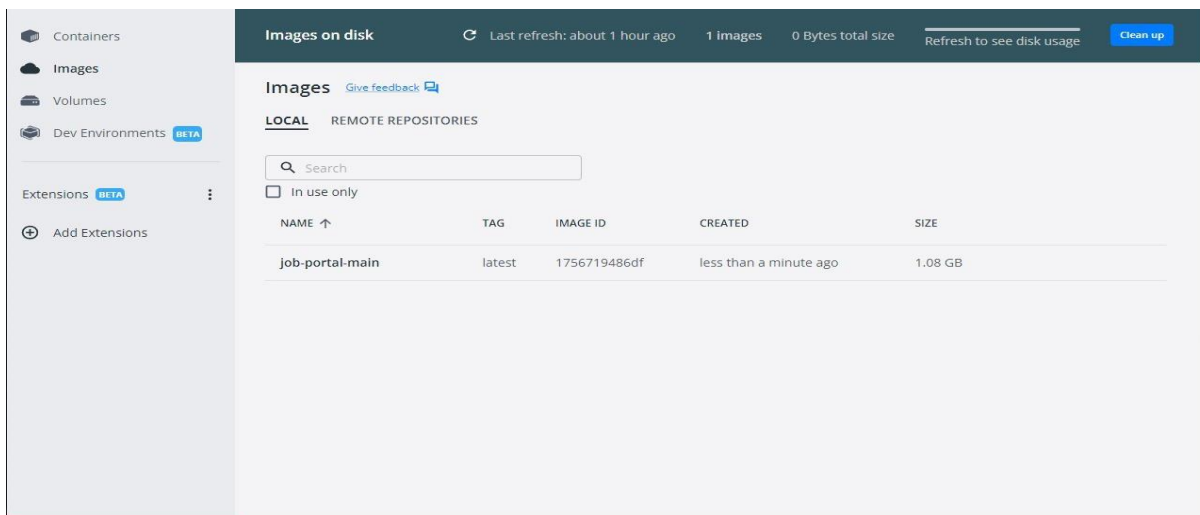 Containers
Images
Volumes
Dev Environments BETA
Extensions BETA
Add Extensions
Images on disk Last refresh: about 1 hour ago 1 images 0 Bytes total size Refresh to see disk usage Clean up
Images Give feedback
LOCAL REMOTE REPOSITORIES
Search
In use only
NAME TAG IMAGE ID CREATED SIZE
job-portal-main latest 1756719486df less than a minute ago 1.08 GB